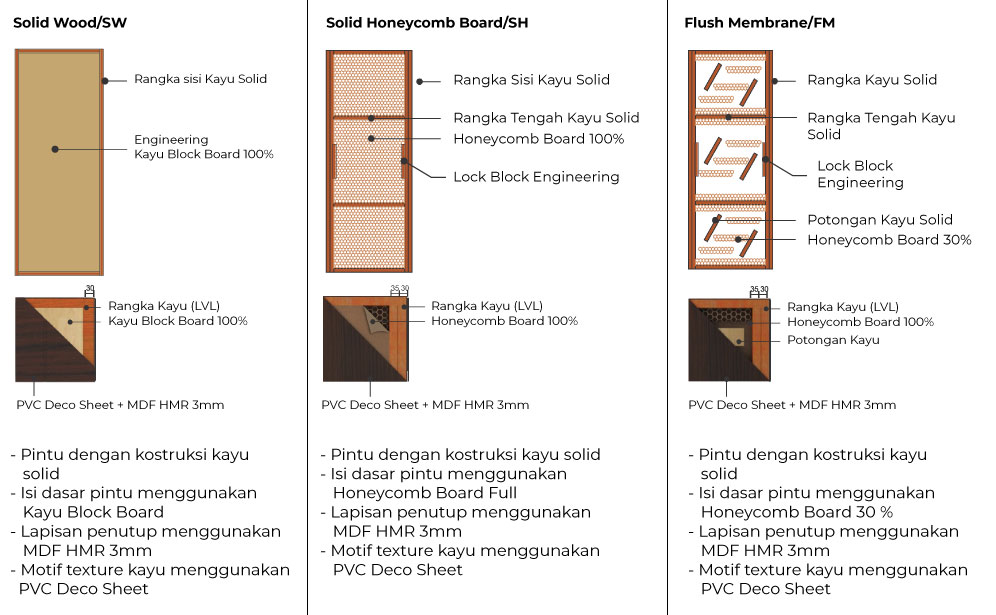 Solid Wood/SW
Rangka sisi Kayu Solid
Engineering
Kayu Block Board 100%
30
Rangka Kayu (LVL)
Kayu Block Board 100%
PVC Deco Sheet + MDF HMR 3mm
- Pintu dengan kostruksi kayu
solid
- Isi dasar pintu menggunakan
Kayu Block Board
- Lapisan penutup menggunakan
MDF HMR 3mm
- Motif texture kayu menggunakan
PVC Deco Sheet
Solid Honeycomb Board/SH
Rangka Sisi Kayu Solid
Rangka Tengah Kayu Solid
Honeycomb Board 100%
Lock Block Engineering
35 30
Rangka Kayu (LVL)
Honeycomb Board 100%
PVC Deco Sheet + MDF HMR 3mm
- Pintu dengan kostruksi kayu solid
- Isi dasar pintu menggunakan
Honeycomb Board Full
- Lapisan penutup menggunakan
MDF HMR 3mm
- Motif texture kayu menggunakan
PVC Deco Sheet
Flush Membrane/FM
Rangka Kayu Solid
Rangka Tengah Kayu
Solid
Lock Block
Engineering
Potongan Kayu Solid
Honeycomb Board 30%
35 30
Rangka Kayu (LVL)
Honeycomb Board 100%
Potongan Kayu
PVC Deco Sheet + MDF HMR 3mm
- Pintu dengan kostruksi kayu
solid
- Isi dasar pintu menggunakan
Honeycomb Board 30 %
- Lapisan penutup menggunakan
MDF HMR 3mm
- Motif texture kayu menggunakan
PVC Deco Sheet